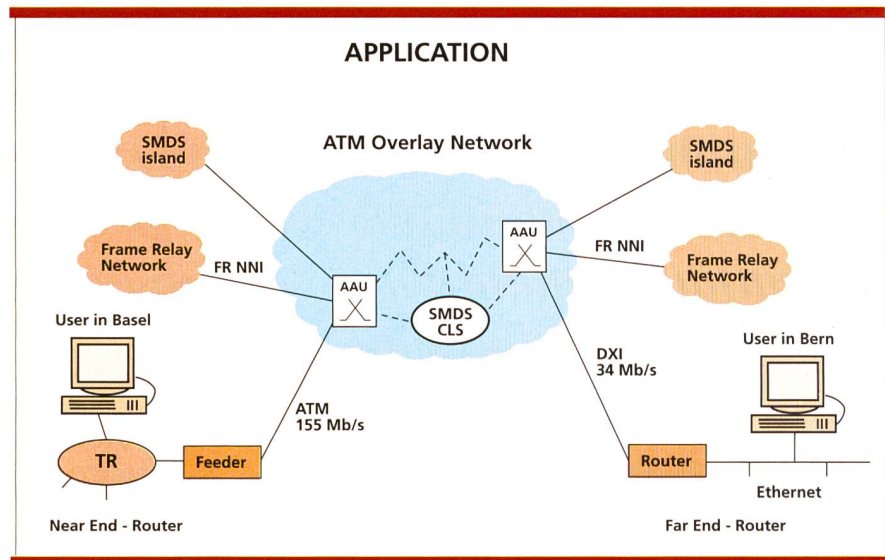 APPLICATION
ATM Overlay Network
SMDS
island
SMDS
island
Frame Relay
Network
FR NNI
AAU
AAU
FR NNI
Frame Relay
Network
SMDS
CLS
User in Basel
User in Bern
DXI
34 Mb/s
ATM
155 Mb/s
TR
Feeder
Router
Ethernet
Near End - Router
Far End - Router